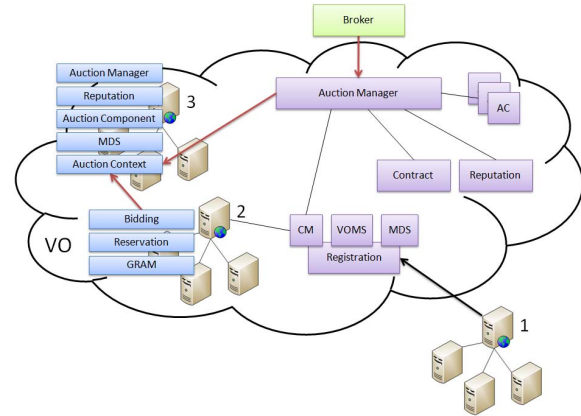 Broker
Auction Manager
Reputation
3
Auction Component
MDS
Auction Context
Auction Manager
AC
Contract
Reputation
Bidding
2
Reservation
GRAM
VO
CM
VOMS
MDS
Registration
1